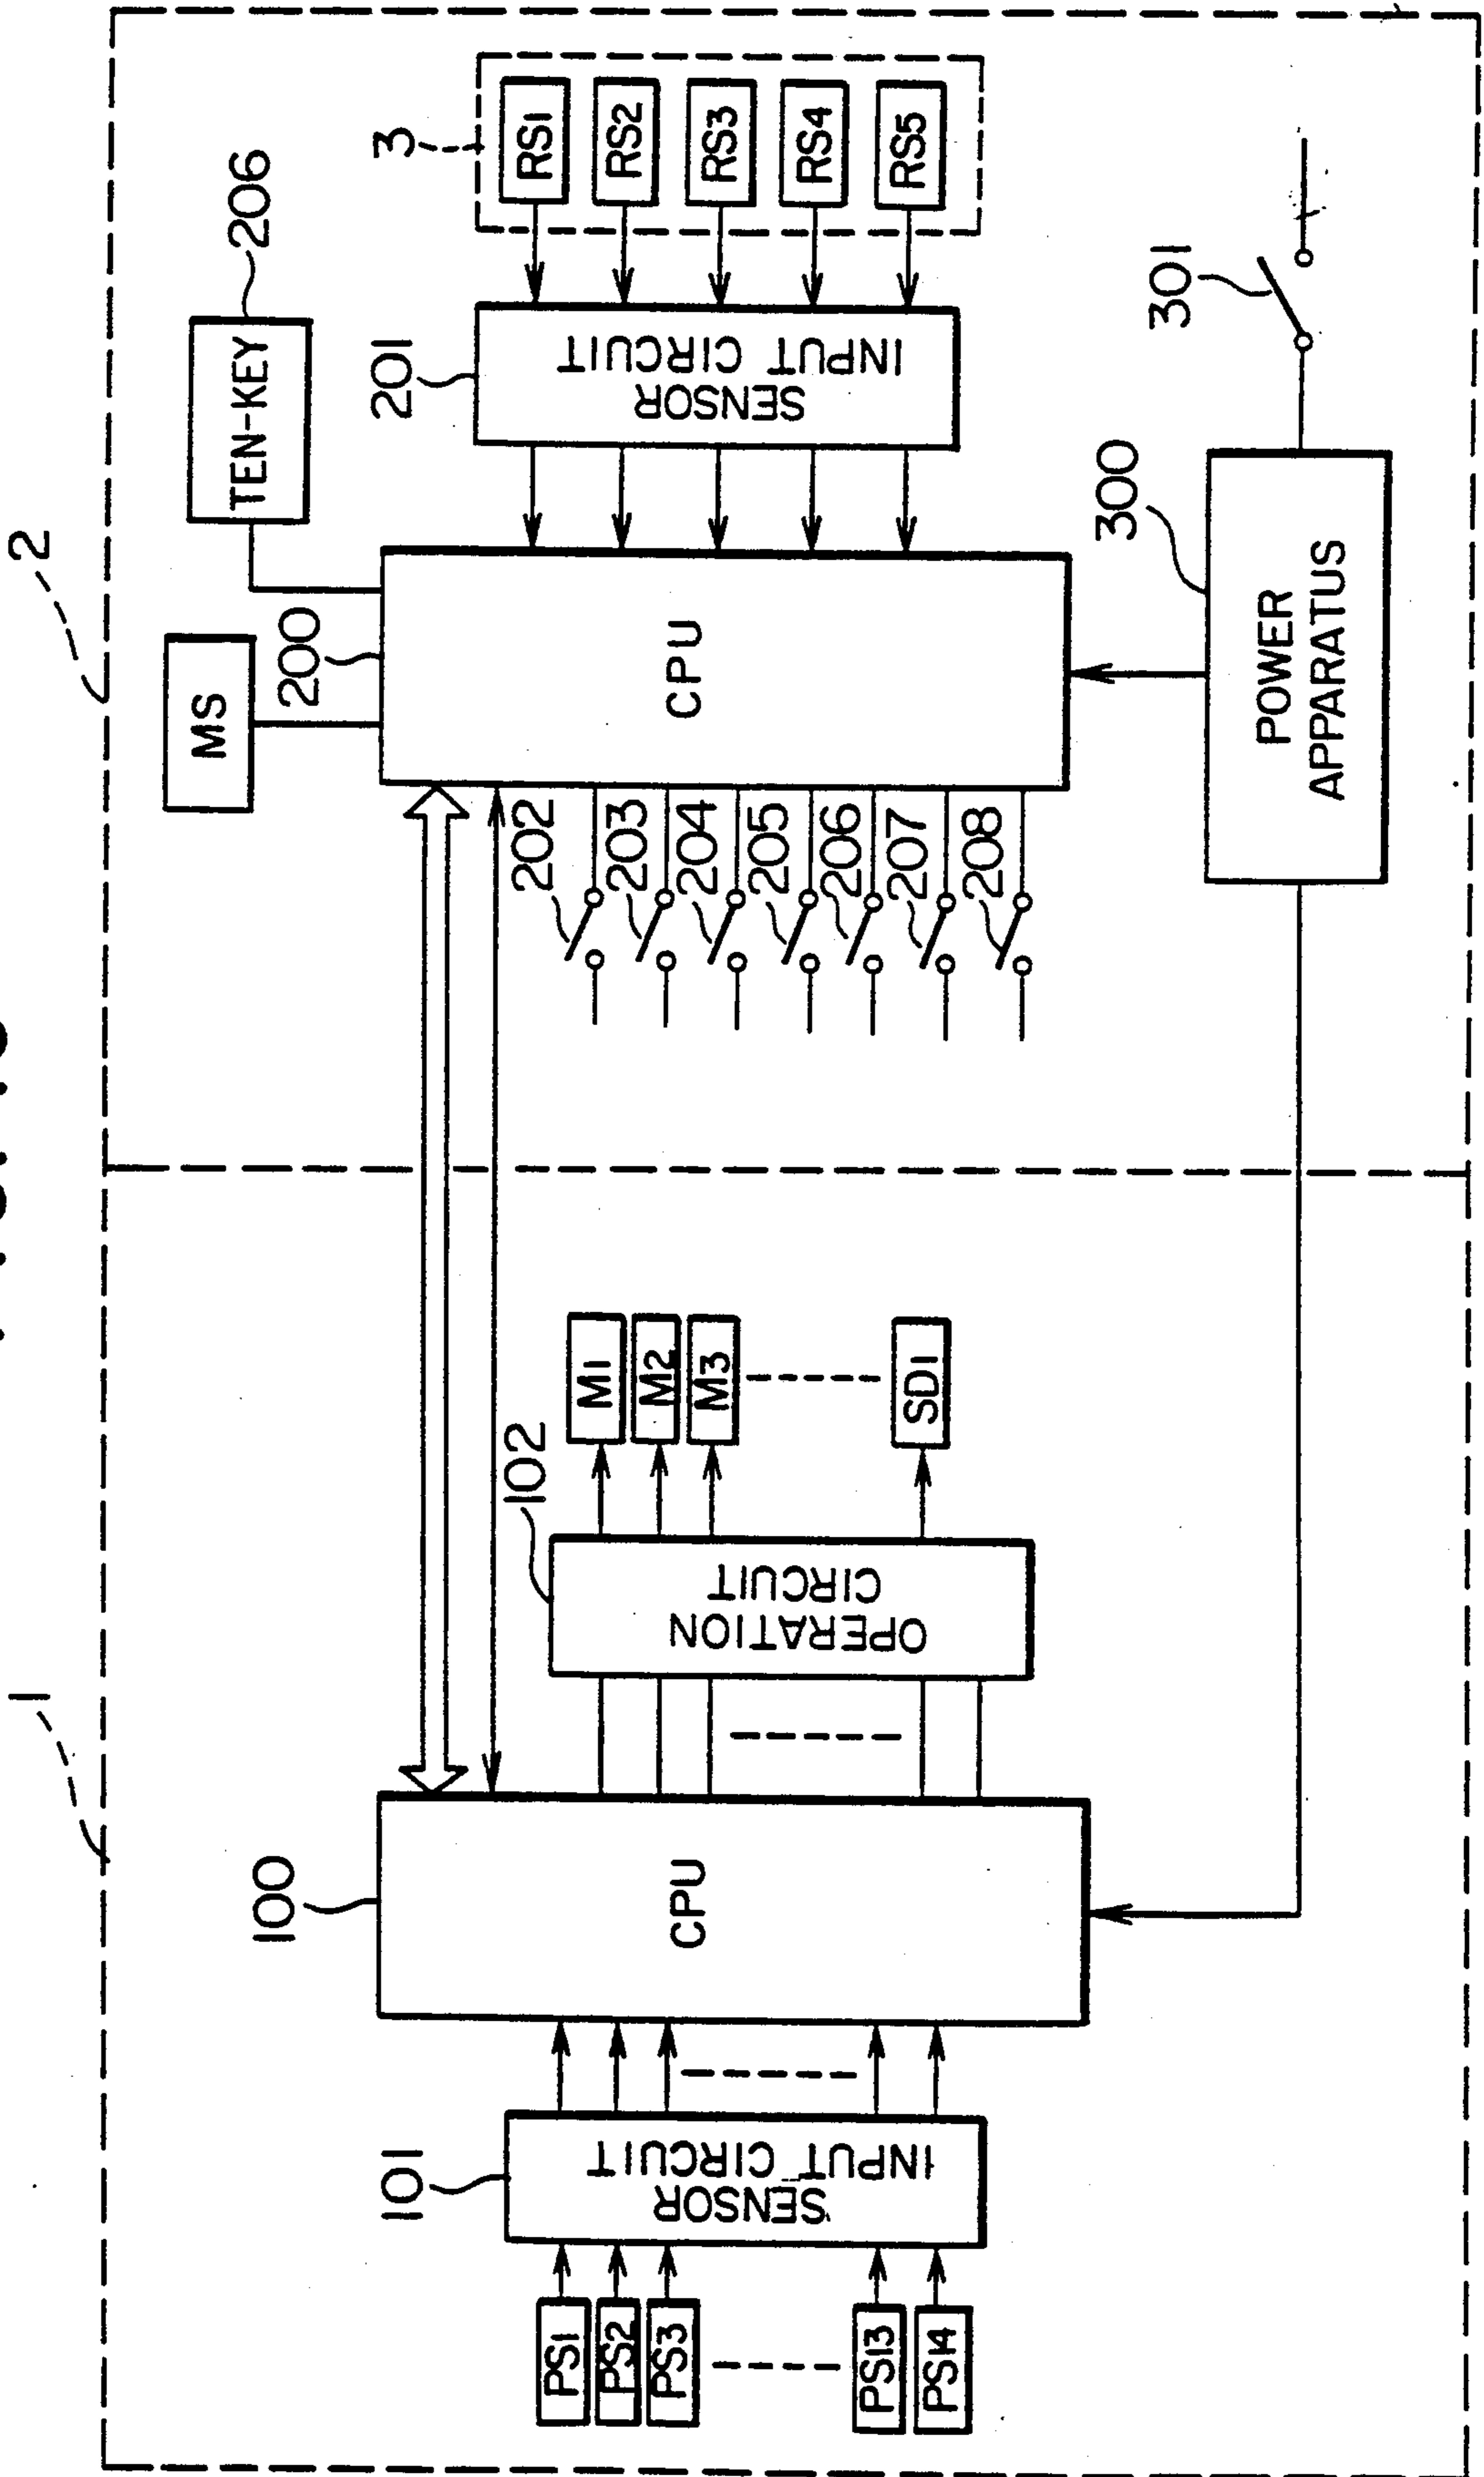 1
2
100
CPU
101
SENSOR
INPUT CIRCUIT
PS1
PS2
PS3
PS13
PS14
102
OPERATION
CIRCUIT
M1
M2
M3
SD1
MS
200
CPU
TEN-KEY
206
201
SENSOR
INPUT CIRCUIT
3
RS1
RS2
RS3
RS4
RS5
202
203
204
205
206
207
208
300
POWER
APPARATUS
301